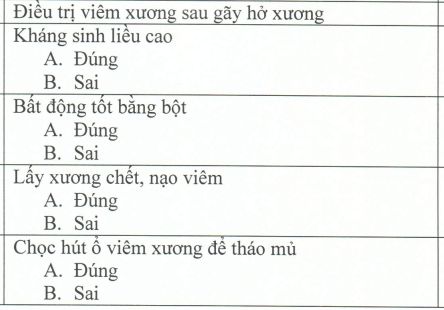 Điều trị viêm xương sau gãy hở xương
Kháng sinh liều cao
A. Đúng
B. Sai
Bất động tốt bằng bột
A. Đúng
B. Sai
Lấy xương chết, nạo viêm
A. Đúng
B. Sai
Chọc hút ổ viêm xương để tháo mủ
A. Đúng
B. Sai